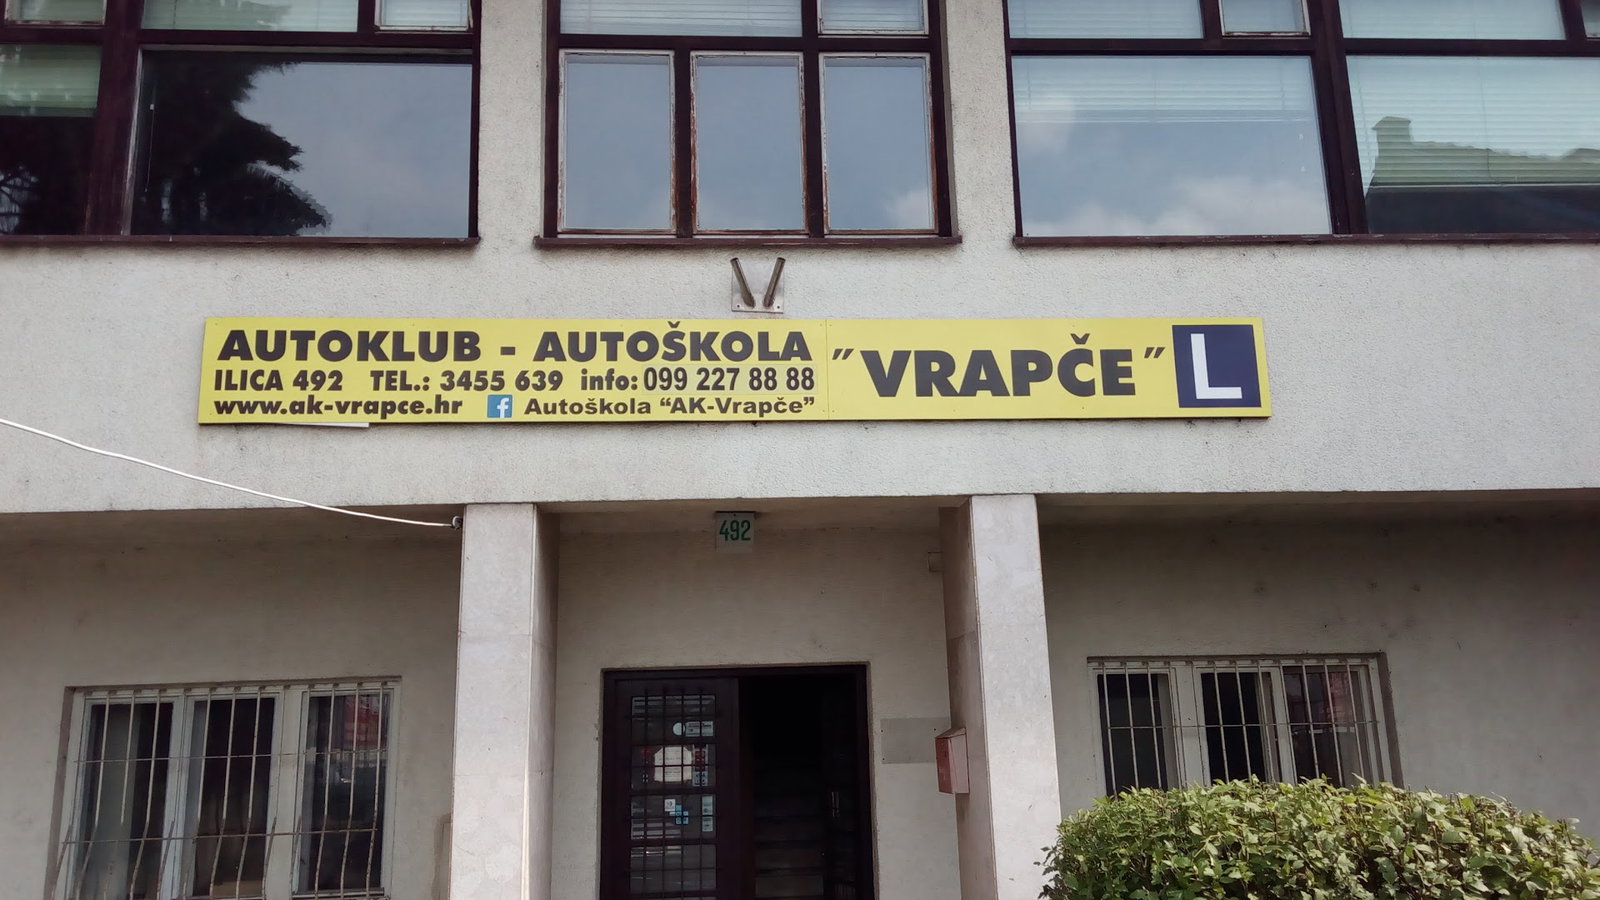 AUTOKLUB - AUTOŠKOLA
ILICA 492 TEL.: 3455 639 info: 099 227 88 88
www.ak-vrapce.hr f Autoškola “AK-Vrapče”
"VRAPČE" L
492